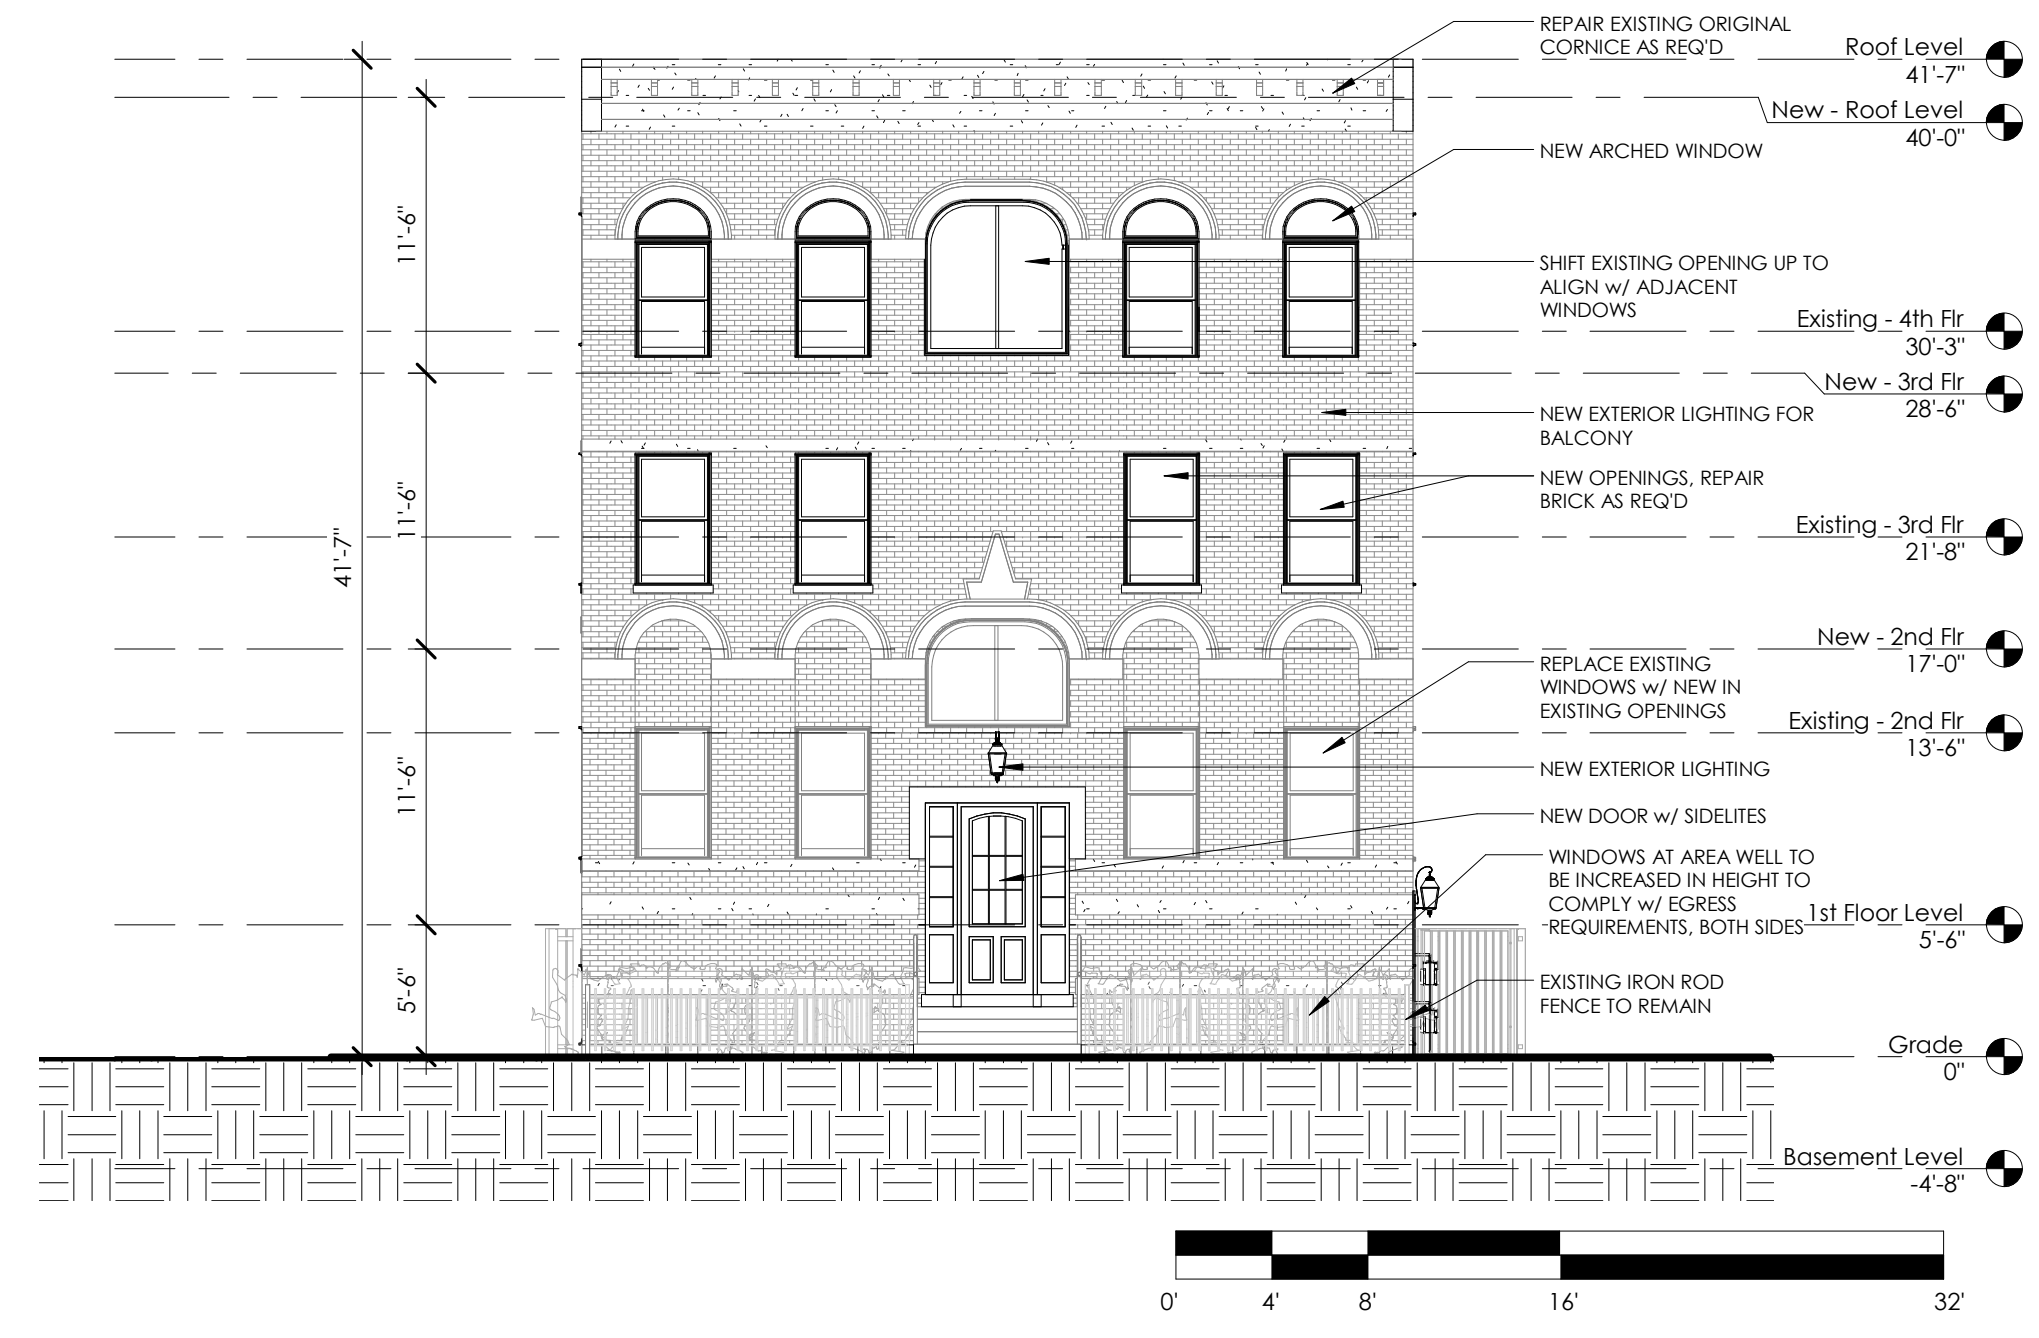 REPAIR EXISTING ORIGINAL
CORNICE AS REQ'D
Roof Level
41'-7"
New - Roof Level
40'-0"
NEW ARCHED WINDOW
11'-6"
SHIFT EXISTING OPENING UP TO
ALIGN w/ ADJACENT
WINDOWS
Existing - 4th Flr
30'-3"
New - 3rd Flr
28'-6"
NEW EXTERIOR LIGHTING FOR
BALCONY
NEW OPENINGS, REPAIR
BRICK AS REQ'D
11'-6"
41'-7"
Existing - 3rd Flr
21'-8"
New - 2nd Flr
17'-0"
REPLACE EXISTING
WINDOWS w/ NEW IN
EXISTING OPENINGS
Existing - 2nd Flr
13'-6"
NEW EXTERIOR LIGHTING
11'-6"
NEW DOOR w/ SIDELITES
WINDOWS AT AREA WELL TO
BE INCREASED IN HEIGHT TO
COMPLY w/ EGRESS
REQUIREMENTS, BOTH SIDES
1st Floor Level
5'-6"
5'-6"
EXISTING IRON ROD
FENCE TO REMAIN
Grade
0"
Basement Level
-4'-8"
0' 4' 8' 16' 32'